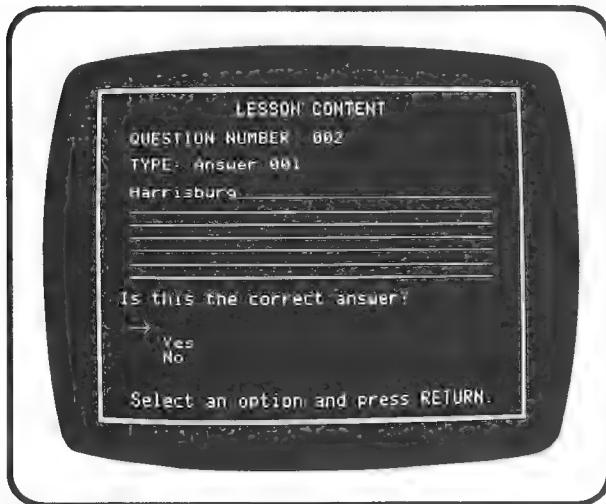 LESSON CONTENT
QUESTION NUMBER 002
TYPE: Answer 001
Harrisburg
Is this the correct answer?
Yes
No
Select an option and press RETURN.